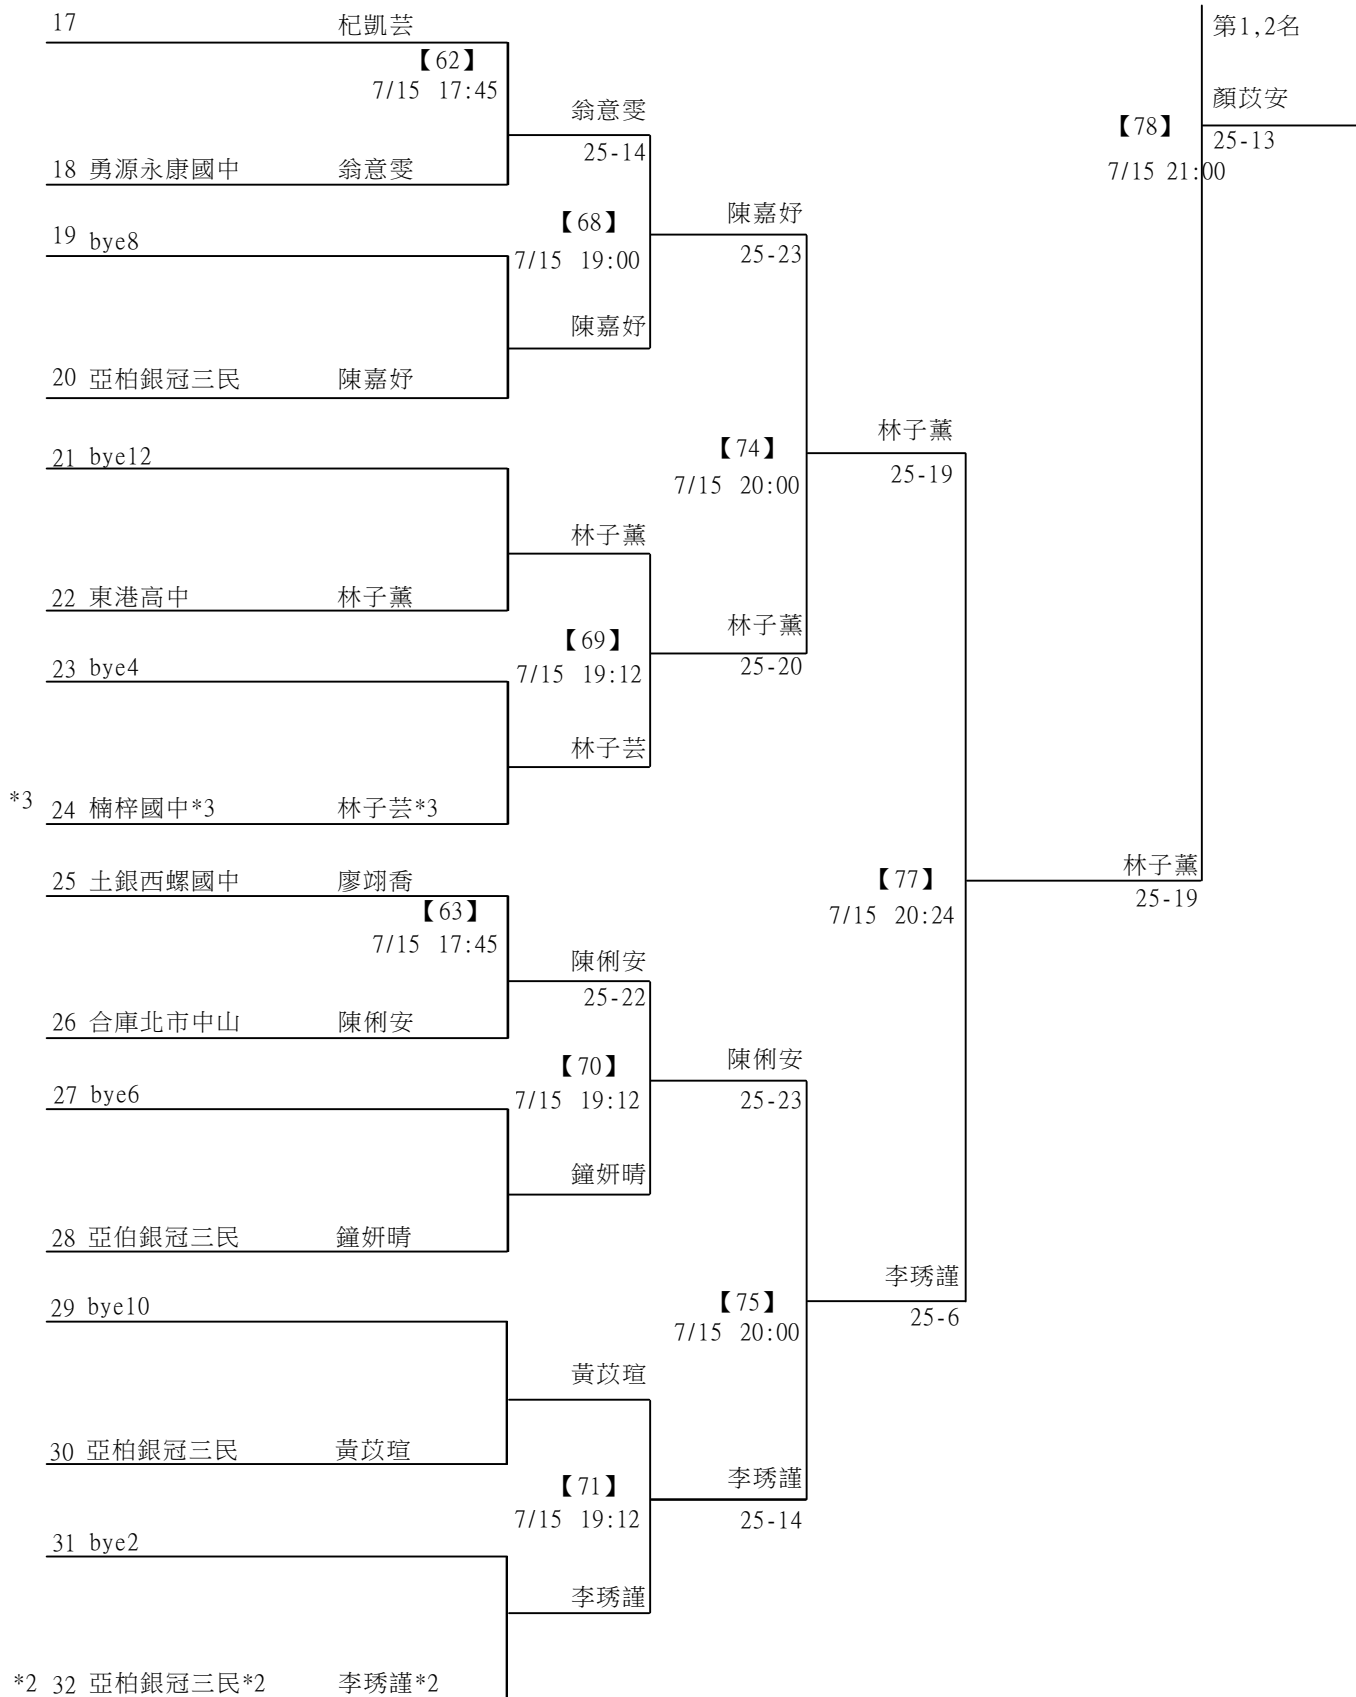 17 杞凱芸
第1,2名
【62】
7/15 17:45
顏苡安
翁意雯
【78】
25-13
25-14
18 勇源永康國中 翁意雯
7/15 21:00
陳嘉妤
【68】
19 bye8
25-23
7/15 19:00
陳嘉妤
20 亞柏銀冠三民 陳嘉妤
林子薰
【74】
21 bye12
25-19
7/15 20:00
林子薰
22 東港高中 林子薰
林子薰
【69】
23 bye4
25-20
7/15 19:12
林子芸
*3 24 楠梓國中*3 林子芸*3
林子薰
25 土銀西螺國中 廖翊喬
【77】
25-19
【63】
7/15 20:24
7/15 17:45
陳俐安
25-22
26 合庫北市中山 陳俐安
陳俐安
【70】
27 bye6
7/15 19:12
25-23
鐘妍晴
28 亞伯銀冠三民 鐘妍晴
李琇謹
【75】
29 bye10
25-6
7/15 20:00
黃苡瑄
30 亞柏銀冠三民 黃苡瑄
李琇謹
【71】
7/15 19:12
25-14
31 bye2
李琇謹
*2 32 亞柏銀冠三民*2 李琇謹*2